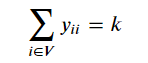 ∑_{i∈V} y_{ii} = k